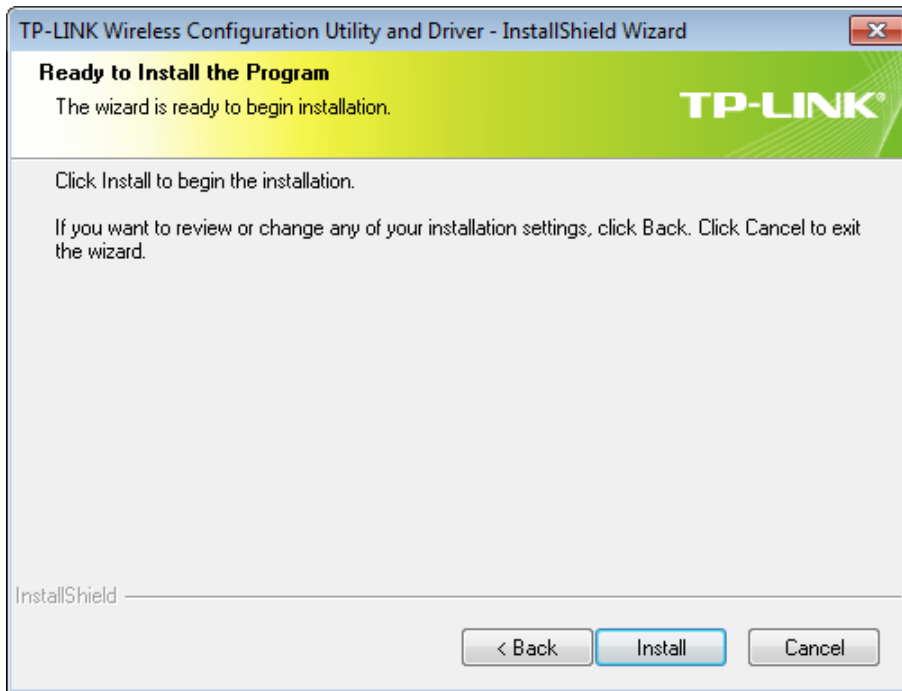 TP-LINK Wireless Configuration Utility and Driver - InstallShield Wizard
Ready to Install the Program
The wizard is ready to begin installation.
TP-LINK®
Click Install to begin the installation.
If you want to review or change any of your installation settings, click Back. Click Cancel to exit
the wizard.
InstallShield
< Back
Install
Cancel